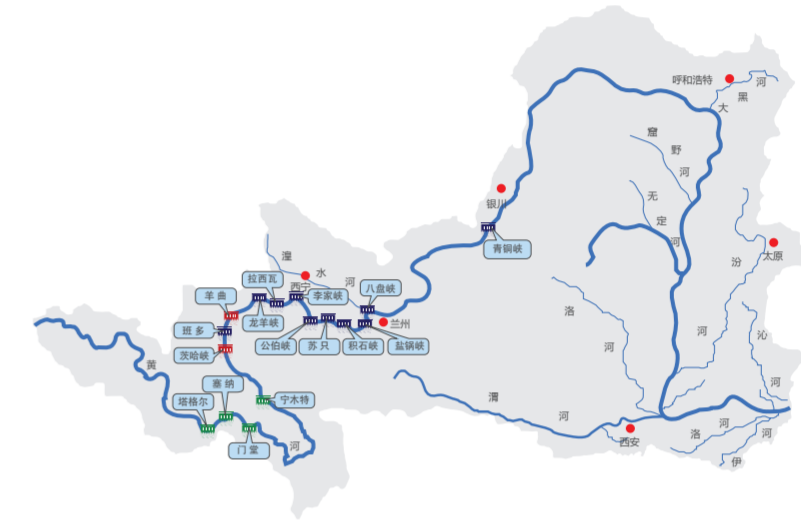 呼和浩特
河
黑
大
窟
野
河
无
定
河
银川
青铜峡
汾
河
太原
沁
河
湟
水
河
西宁
拉西瓦
李家峡
八盘峡
羊 曲
龙羊峡
兰州
班 多
公伯峡
苏 只
积石峡
盐锅峡
茨哈峡
黄
河
塞 纳
塔格尔
宁木特
门 堂
洛
河
渭
河
西安
洛
河
伊
河